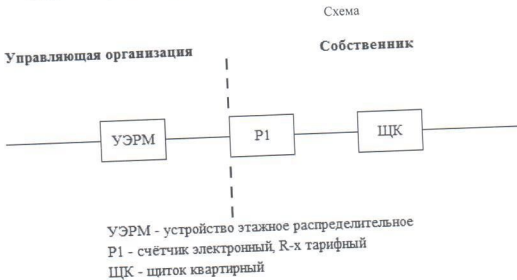 Схема
Управляющая организация
Собственник
УЭРМ
Р1
ЩК
УЭРМ - устройство этажное распределительное
Р1 - счётчик электронный, R-х тарифный
ЩК - щиток квартирный